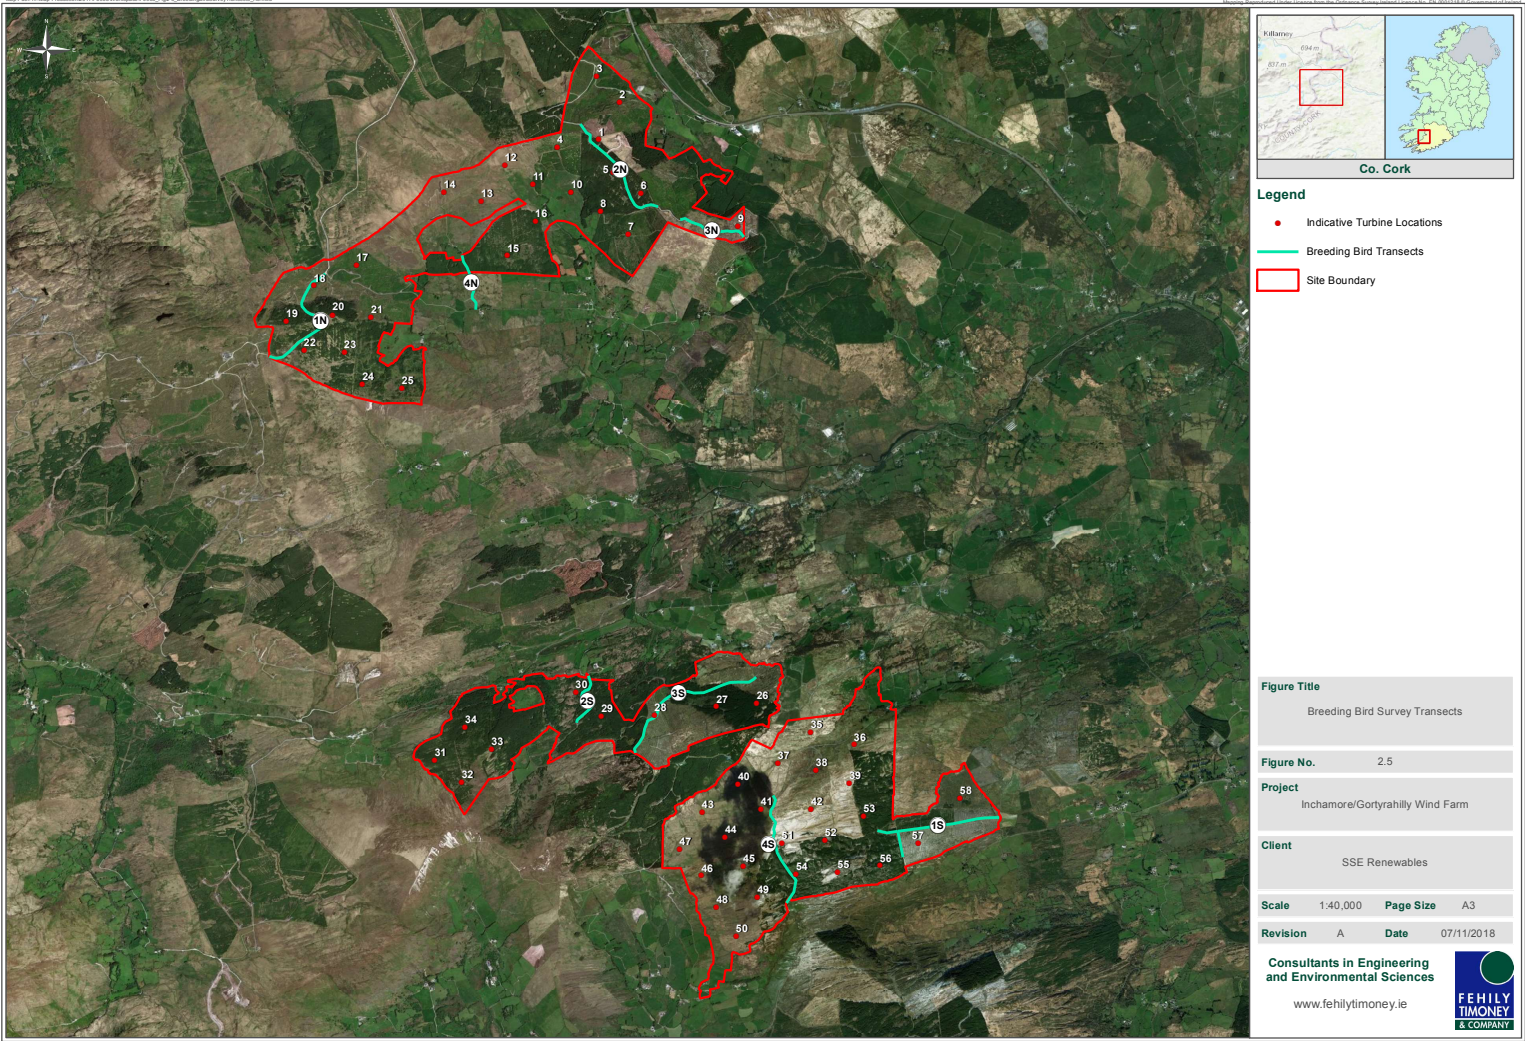 N
W
E
S
3
2
1
4
12
2N
5
11
10
6
14
13
8
16
9
7
3N
15
17
4N
18
20
21
19
1N
22
23
24
25
30
2S
3S
26
27
29
28
34
35
33
36
31
37
38
32
40
39
58
43
41
42
53
1S
44
52
57
47
4S
51
45
54
55
56
46
49
48
50
Killarney
694 m
837 m
Co. Cork
Legend
Indicative Turbine Locations
Breeding Bird Transects
Site Boundary
Figure Title
Breeding Bird Survey Transects
Figure No. 2.5
Project
Inchamore/Gortyrahilly Wind Farm
Client
SSE Renewables
Scale 1:40,000 Page Size A3
Revision A Date 07/11/2018
Consultants in Engineering
and Environmental Sciences
www.fehilytimoney.ie
FEHILY
TIMONEY
& COMPANY